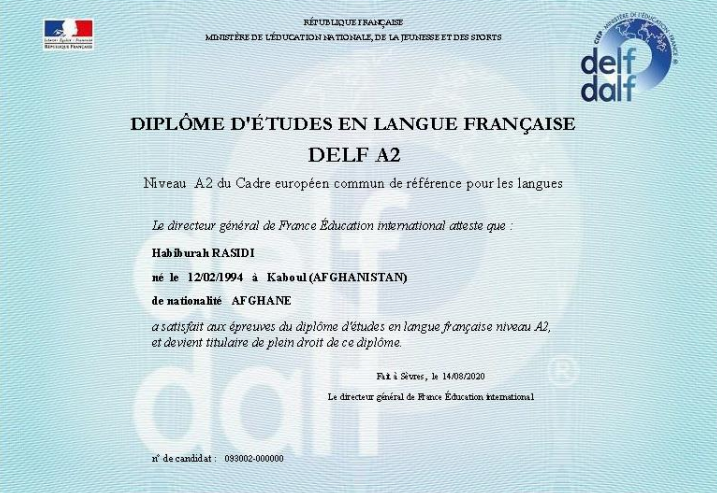 RÉPUBLIQUE FRANÇAISE
MINISTÈRE DE L'ÉDUCATION NATIONALE, DE LA JEUNESSE ET DES SPORTS
Liberté • Égalité • Fraternité
RÉPUBLIQUE FRANÇAISE
CIEP - MINISTÈRE DE L'ÉDUCATION, FRANCE
delf
dalf
DIPLÔME D'ÉTUDES EN LANGUE FRANÇAISE
DELF A2
Niveau A2 du Cadre européen commun de référence pour les langues
Le directeur général de France Éducation international atteste que :
Habiburah RASIDI
né le 12/02/1994 à Kaboul (AFGHANISTAN)
de nationalité AFGHANE
a satisfait aux épreuves du diplôme d'études en langue française niveau A2,
et devient titulaire de plein droit de ce diplôme.
Fait à Sèvres, le 14/08/2020
Le directeur général de France Éducation international
delf
dalf ®
n° de candidat : 093002-000000